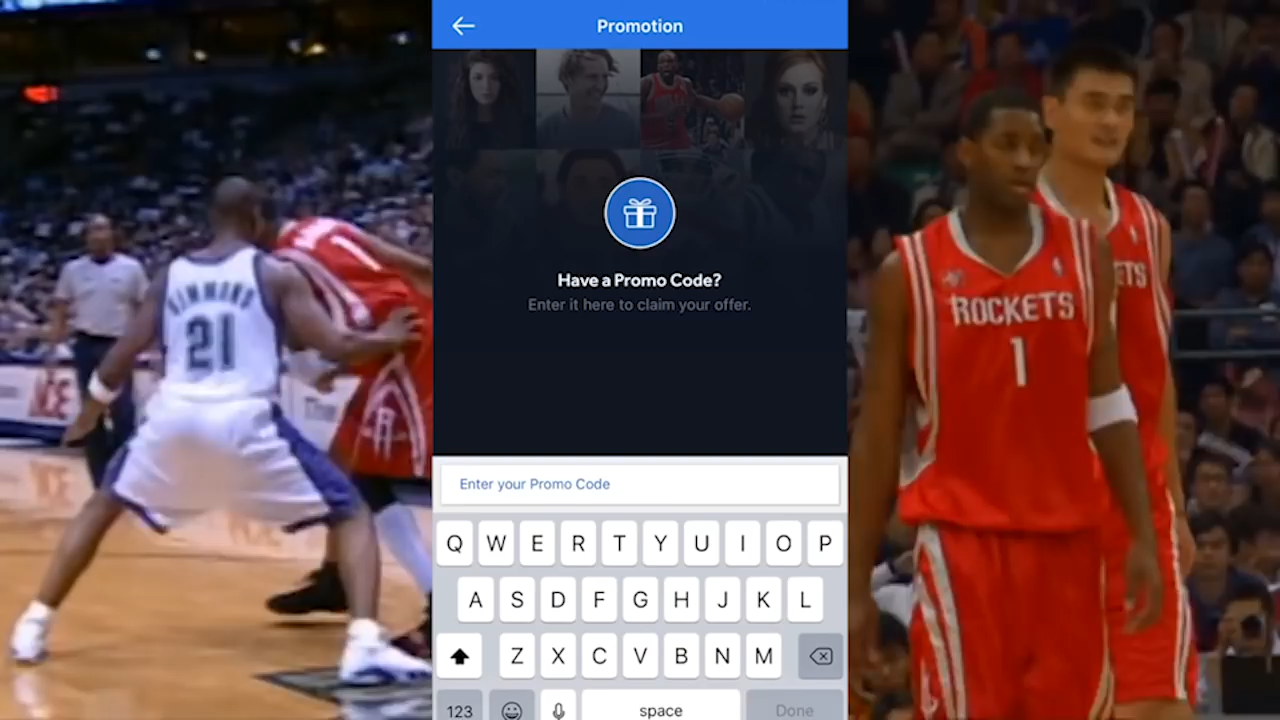 Promotion
Have a Promo Code?
Enter it here to claim your offer.
Enter your Promo Code
Q W E R T Y U I O P
A S D F G H J K L
Z X C V B N M
123
space
Done
SIMMONS
21
1
ROCKETS
1
ETS